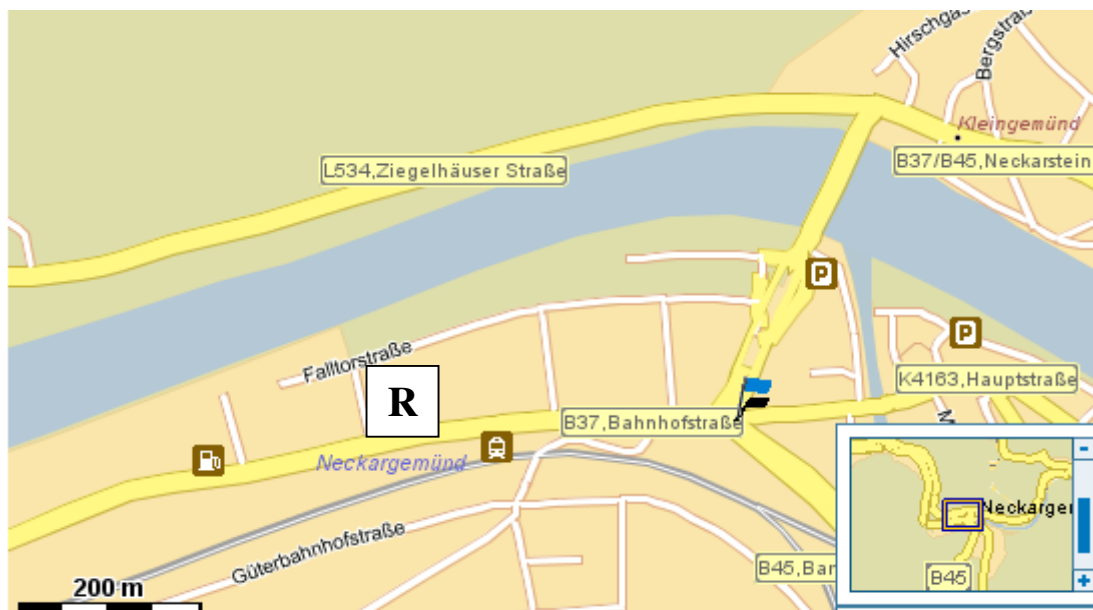 Hirschgas
Bergstraß
Kleingemünd
L534,Ziegelhäuser Straße
B37/B45,Neckarstein
P
P
Falltorstraße
K4163,Hauptstraße
R
B37,Bahnhofstraße
M
Neckargemünd
-
Neckarger
Güterbahnhofstraße
B45,Bar
B45
+
200 m